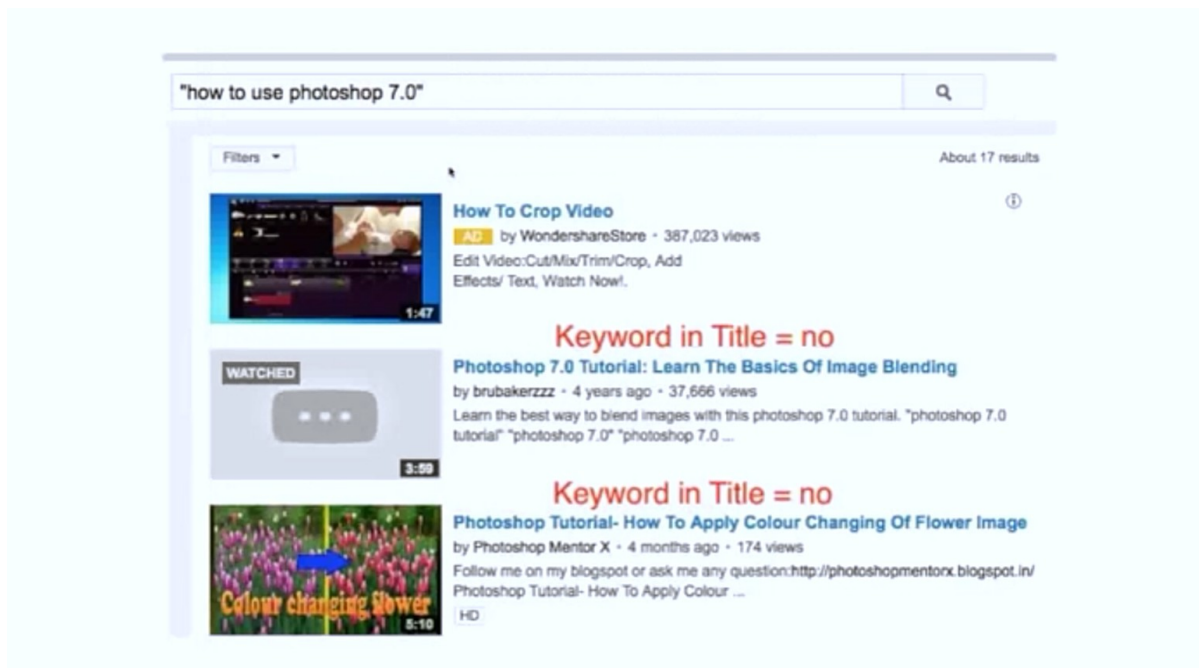 "how to use photoshop 7.0"
Filters
About 17 results
How To Crop Video
AD by WondershareStore • 387,023 views
Edit Video:Cut/Mix/Trim/Crop, Add
Effects/ Text, Watch Now!.
1:47
Keyword in Title = no
WATCHED
Photoshop 7.0 Tutorial: Learn The Basics Of Image Blending
by brubakerzzz • 4 years ago • 37,666 views
Learn the best way to blend images with this photoshop 7.0 tutorial. "photoshop 7.0
tutorial" "photoshop 7.0" "photoshop 7.0 ...
3:59
Keyword in Title = no
Photoshop Tutorial- How To Apply Colour Changing Of Flower Image
by Photoshop Mentor X • 4 months ago • 174 views
Follow me on my blogspot or ask me any question:http://photoshopmentorx.blogspot.in/
Photoshop Tutorial- How To Apply Colour ...
Colour changing flower
5:10
HD